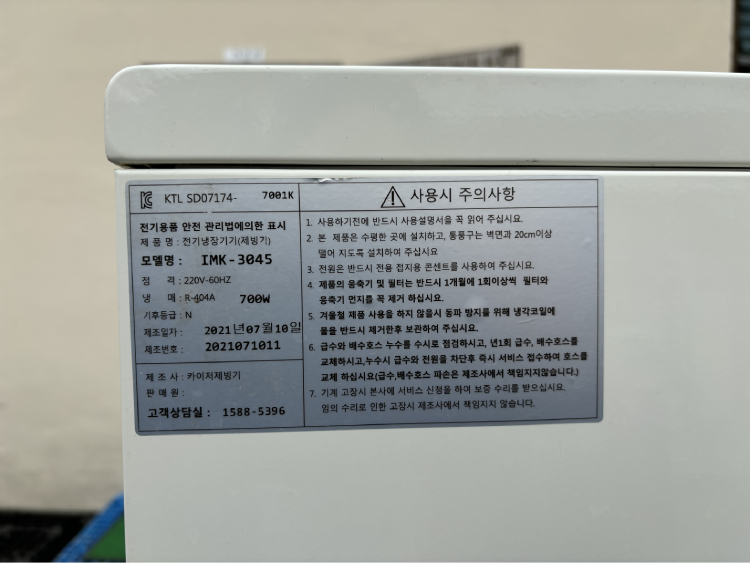 KTL SD07174- 7001K
전기용품 안전 관리법에의한 표시
제 품 명 : 전기냉장기기(제빙기)
모델명 : IMK-3045
정 격 : 220V-60HZ
냉 매 : R-404A 700W
기후등급 : N
제조일자 : 2021년07월10일
제조번호 : 2021071011
제 조 사 : 카이저제빙기
판 매 원 :
고객상담실 : 1588-5396
사용시 주의사항
1. 사용하기전에 반드시 사용설명서을 꼭 읽어 주십시요.
2. 본 제품은 수평한 곳에 설치하고, 통풍구는 벽면과 20cm이상
떨어 지도록 설치하여 주십시요
3. 전원은 반드시 전용 접지용 콘센트를 사용하여 주십시요.
4. 제품의 응축기 및 필터는 반드시 1개월에 1회이상씩 필터와
응축기 먼지를 꼭 제거 하십시요.
5. 겨울철 제품 사용을 하지 않을시 동파 방지를 위해 냉각코일에
물을 반드시 제거한후 보관하여 주십시요.
6. 급수와 배수호스 누수를 수시로 점검하시고, 년1회 급수, 배수호스를
교체하시고,누수시 급수와 전원을 차단후 즉시 서비스 접수하여 호스를
교체 하십시요(급수,배수호스 파손은 제조사에서 책임지지않습니다.)
7. 기계 고장시 본사에 서비스 신청을 하여 보증 수리를 받으십시요.
임의 수리로 인한 고장시 제조사에서 책임지지 않습니다.